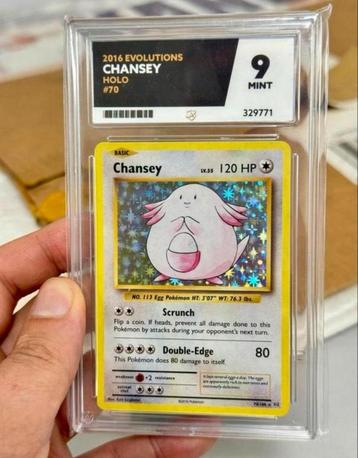 2016 EVOLUTIONS
CHANSEY
HOLO
#70
9
MINT
329771
BASIC
Chansey LV.55 120 HP
NO. 113 Egg Pokémon HT: 3'07" WT: 76.3 lbs.
Scrunch
Flip a coin. If heads, prevent all damage done to this
Pokémon by attacks during your opponent's next turn.
Double-Edge 80
This Pokémon does 80 damage to itself.
weakness ×2 resistance
retreat
cost
©2016 Pokémon